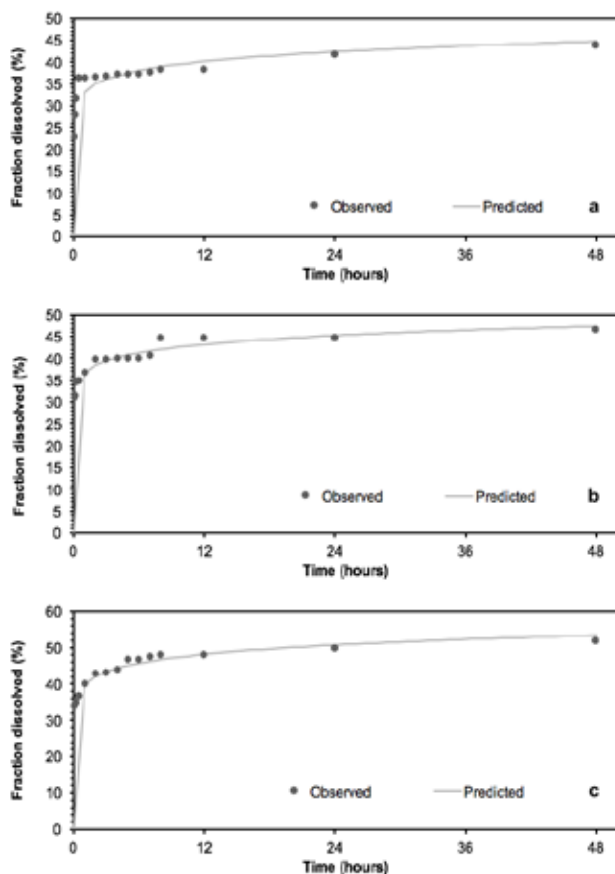 Fraction dissolved (%)
50
45
40
35
30
25
20
15
10
5
0
Observed Predicted a
0 12 24 36 48
Time (hours)
Fraction dissolved (%)
50
45
40
35
30
25
20
15
10
5
0
Observed Predicted b
0 12 24 36 48
Time (hours)
Fraction dissolved (%)
60
50
40
30
20
10
0
Observed Predicted c
0 12 24 36 48
Time (hours)